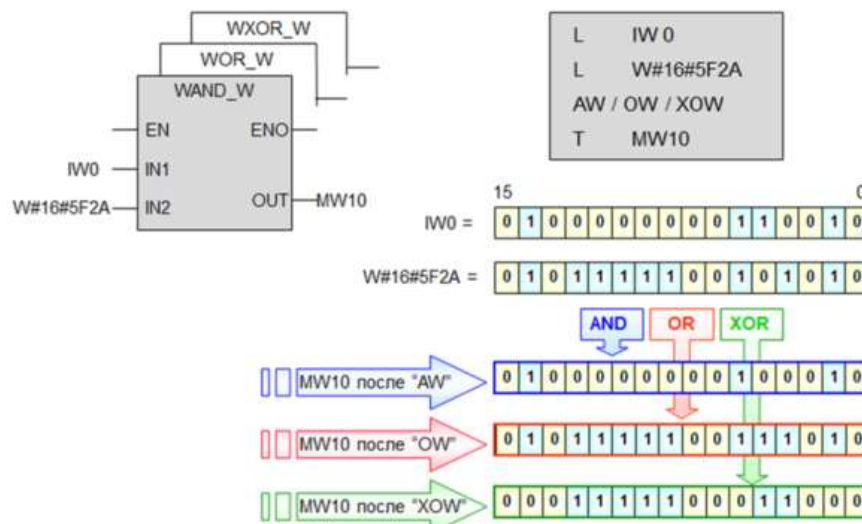 WXOR_W
WOR_W
WAND_W
EN
ENO
IW0
IN1
W#16#5F2A
IN2
OUT
MW10
L IW 0
L W#16#5F2A
AW / OW / XOW
T MW10
15 0
IW0 = 0 1 0 0 0 0 0 0 0 0 1 1 0 0 1 0
W#16#5F2A = 0 1 0 1 1 1 1 1 0 0 1 0 1 0 1 0
AND OR XOR
MW10 после "AW" 0 1 0 0 0 0 0 0 0 0 1 0 0 0 1 0
MW10 после "OW" 0 1 0 1 1 1 1 1 0 0 1 1 1 0 1 0
MW10 после "XOW" 0 0 0 1 1 1 1 1 0 0 0 1 1 0 0 0